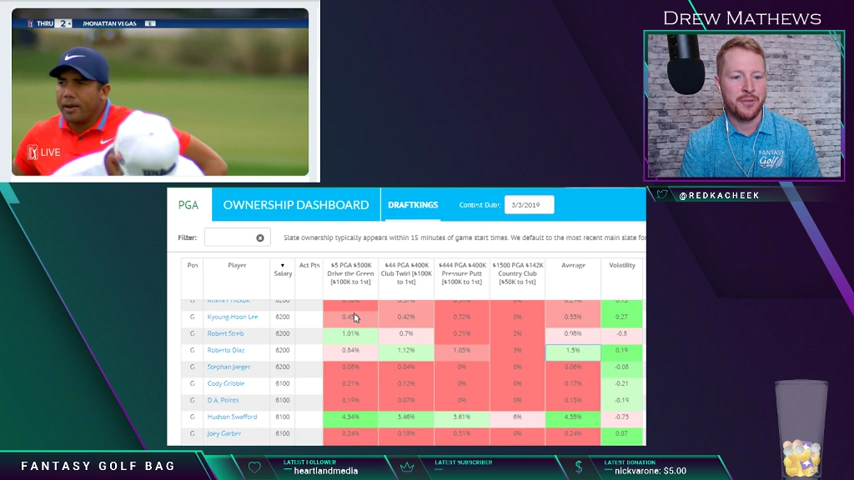 THRU 2 JHONATTAN VEGAS
LIVE
DREW MATHEWS
FANTASY
Golf
@REDKACHEEK
PGA OWNERSHIP DASHBOARD DRAFTKINGS Contest Date: 5/3/2019
Filter: Slate ownership typically appears within 15 minutes of game start times. We default to the most recent main slate for
Pos Player Salary Act Pts $5 PGA $500K Drive the Green [$100K to 1st] $44 PGA $400K Club Twirl [$100K to 1st] $444 PGA $400K Pressure Putt [$100K to 1st] $1500 PGA $142K Country Club [$50K to 1st] Average Volatility
G Kyoung-Hoon Lee 6200 0.42% 0.72% 0% 0.53% 0.27
G Robert Streb 6200 1.01% 0.7% 0.21% 2% 0.98% -0.8
G Roberto Diaz 6200 0.84% 1.12% 1.03% 3% 1.5% 0.19
G Stephan Jaeger 6200 0.08% 0.04% 0% 0% 0.06% -0.08
G Cody Gribble 6100 0.21% 0.12% 0% 0% 0.17% -0.21
G D.A. Points 6100 0.19% 0.07% 0% 0% 0.15% -0.19
G Hudson Swafford 6100 4.54% 5.46% 5.61% 6% 4.55% -0.75
G Joey Garber 6100 0.24% 0.18% 0.31% 0% 0.24% 0.07
FANTASY GOLF BAG
LATEST FOLLOWER
heartlandmedia
LATEST SUBSCRIBER
LATEST DONATION
nickvarone: $5.00